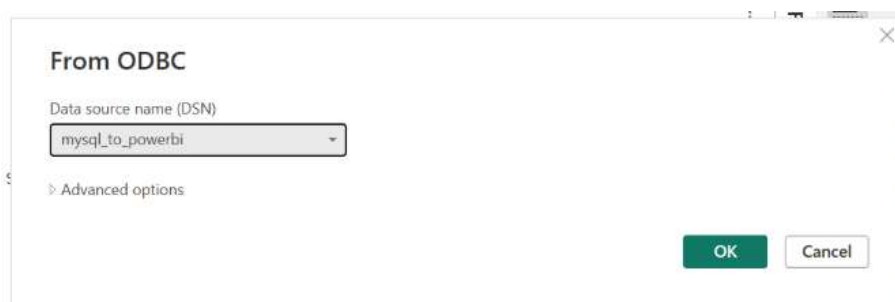 From ODBC
Data source name (DSN)
mysql_to_powerbi
Advanced options
OK Cancel